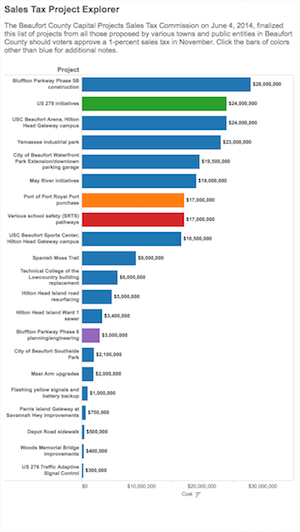 Sales Tax Project Explorer
The Beaufort County Capital Projects Sales Tax Commission on June 4, 2014, finalized
this list of projects from all those proposed by various towns and public entities in Beaufort
County should voters approve a 1-percent sales tax in November. Click the bars of colors
other than blue for additional notes.
Project
Bluffton Parkway Phase 5B
construction
$28,000,000
US 278 initiatives
$24,000,000
USC Beaufort Arena, Hilton
Head Gateway campus
$24,000,000
Yemassee industrial park
$23,000,000
City of Beaufort Waterfront
Park Extension/downtown
parking garage
$19,500,000
May River initiatives
$19,000,000
Port of Port Royal Port
purchase
$17,000,000
Various school safety (SRTS)
pathways
$17,000,000
USC Beaufort Sports Center,
Hilton Head Gateway campus
$16,500,000
Spanish Moss Trail
$9,000,000
Technical College of the
Lowcountry building
replacement
$6,000,000
Hilton Head Island road
resurfacing
$5,000,000
Hilton Head Island Ward 1
sewer
$3,400,000
Bluffton Parkway Phase 6
planning/engineering
$3,000,000
City of Beaufort Southside
Park
$2,100,000
Mast Arm upgrades
$2,000,000
Flashing yellow signals and
battery backup
$1,000,000
Parris Island Gateway at
Savannah Hwy improvements
$750,000
Depot Road sidewalk
$500,000
Woods Memorial Bridge
improvements
$400,000
US 278 Traffic Adaptive
Signal Control
$300,000
$0
$10,000,000
$20,000,000
$30,000,000
Cost